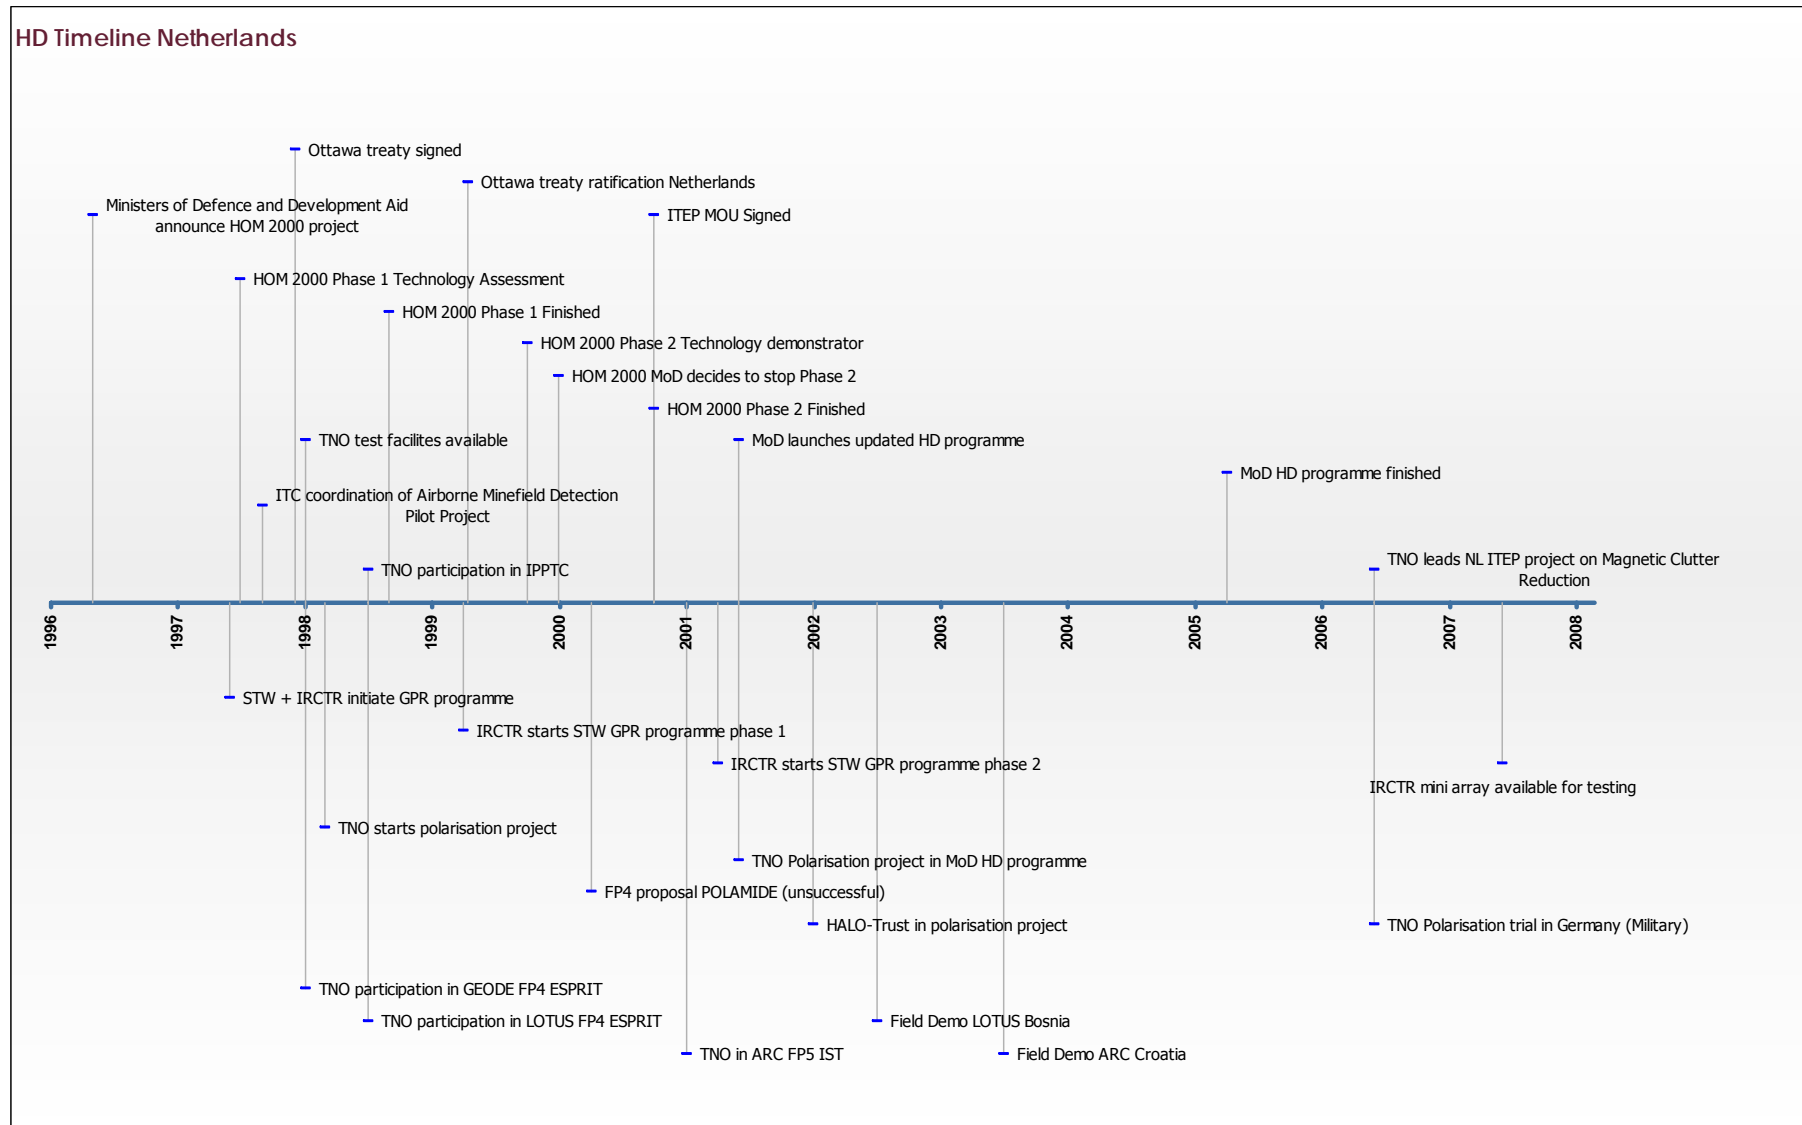 HD Timeline Netherlands
Ottawa treaty signed
Ottawa treaty ratification Netherlands
Ministers of Defence and Development Aid
announce HOM 2000 project
ITEP MOU Signed
HOM 2000 Phase 1 Technology Assessment
HOM 2000 Phase 1 Finished
HOM 2000 Phase 2 Technology demonstrator
HOM 2000 MoD decides to stop Phase 2
HOM 2000 Phase 2 Finished
TNO test facilites available
MoD launches updated HD programme
MoD HD programme finished
ITC coordination of Airborne Minefield Detection
Pilot Project
TNO participation in IPPTC
TNO leads NL ITEP project on Magnetic Clutter
Reduction
1996
1997
1998
1999
2000
2001
2002
2003
2004
2005
2006
2007
2008
STW + IRCTR initiate GPR programme
IRCTR starts STW GPR programme phase 1
IRCTR starts STW GPR programme phase 2
IRCTR mini array available for testing
TNO starts polarisation project
TNO Polarisation project in MoD HD programme
FP4 proposal POLAMIDE (unsuccessful)
HALO-Trust in polarisation project
TNO Polarisation trial in Germany (Military)
TNO participation in GEODE FP4 ESPRIT
TNO participation in LOTUS FP4 ESPRIT
Field Demo LOTUS Bosnia
TNO in ARC FP5 IST
Field Demo ARC Croatia